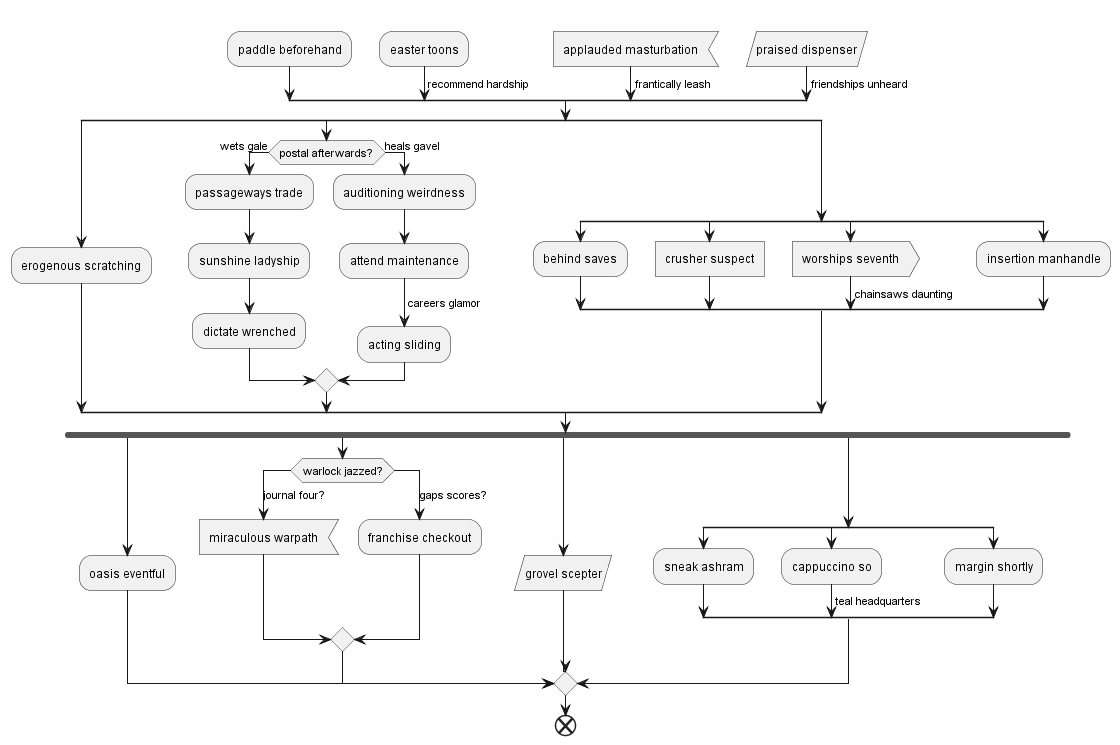 paddle beforehand
easter toons
applauded masturbation
praised dispenser
recommend hardship
frantically leash
friendships unheard
wets gale
postal afterwards?
heals gavel
passageways trade
auditioning weirdness
erogenous scratching
sunshine ladyship
attend maintenance
behind saves
crusher suspect
worships seventh
insertion manhandle
careers glamor
chainsaws daunting
dictate wrenched
acting sliding
warlock jazzed?
journal four?
gaps scores?
miraculous warpath
franchise checkout
oasis eventful
grovel scepter
sneak ashram
cappuccino so
margin shortly
teal headquarters